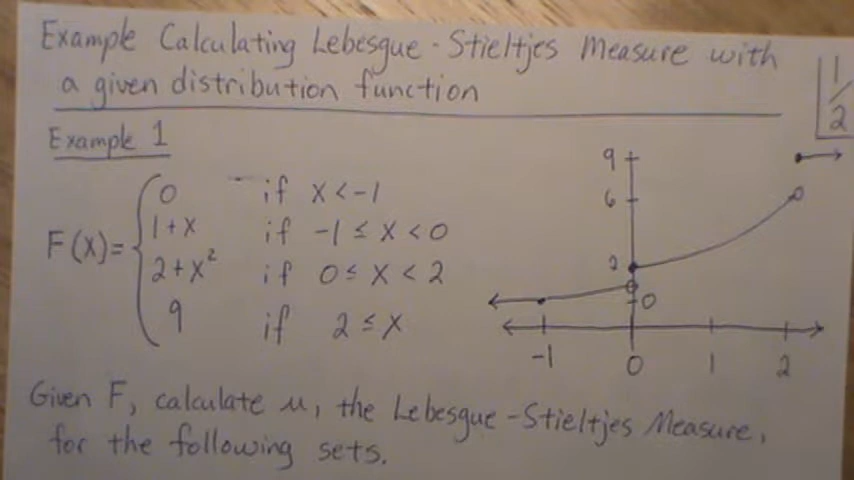 Example Calculating Lebesgue-Stieltjes Measure with
a given distribution function
1/2
Example 1
F(x)= { 0 if x < -1
1+x if -1 ≤ x < 0
2+x² if 0 ≤ x < 2
9 if 2 ≤ x
9
6
2
0
-1 0 1 2
Given F, calculate μ, the Lebesgue-Stieltjes Measure,
for the following sets.